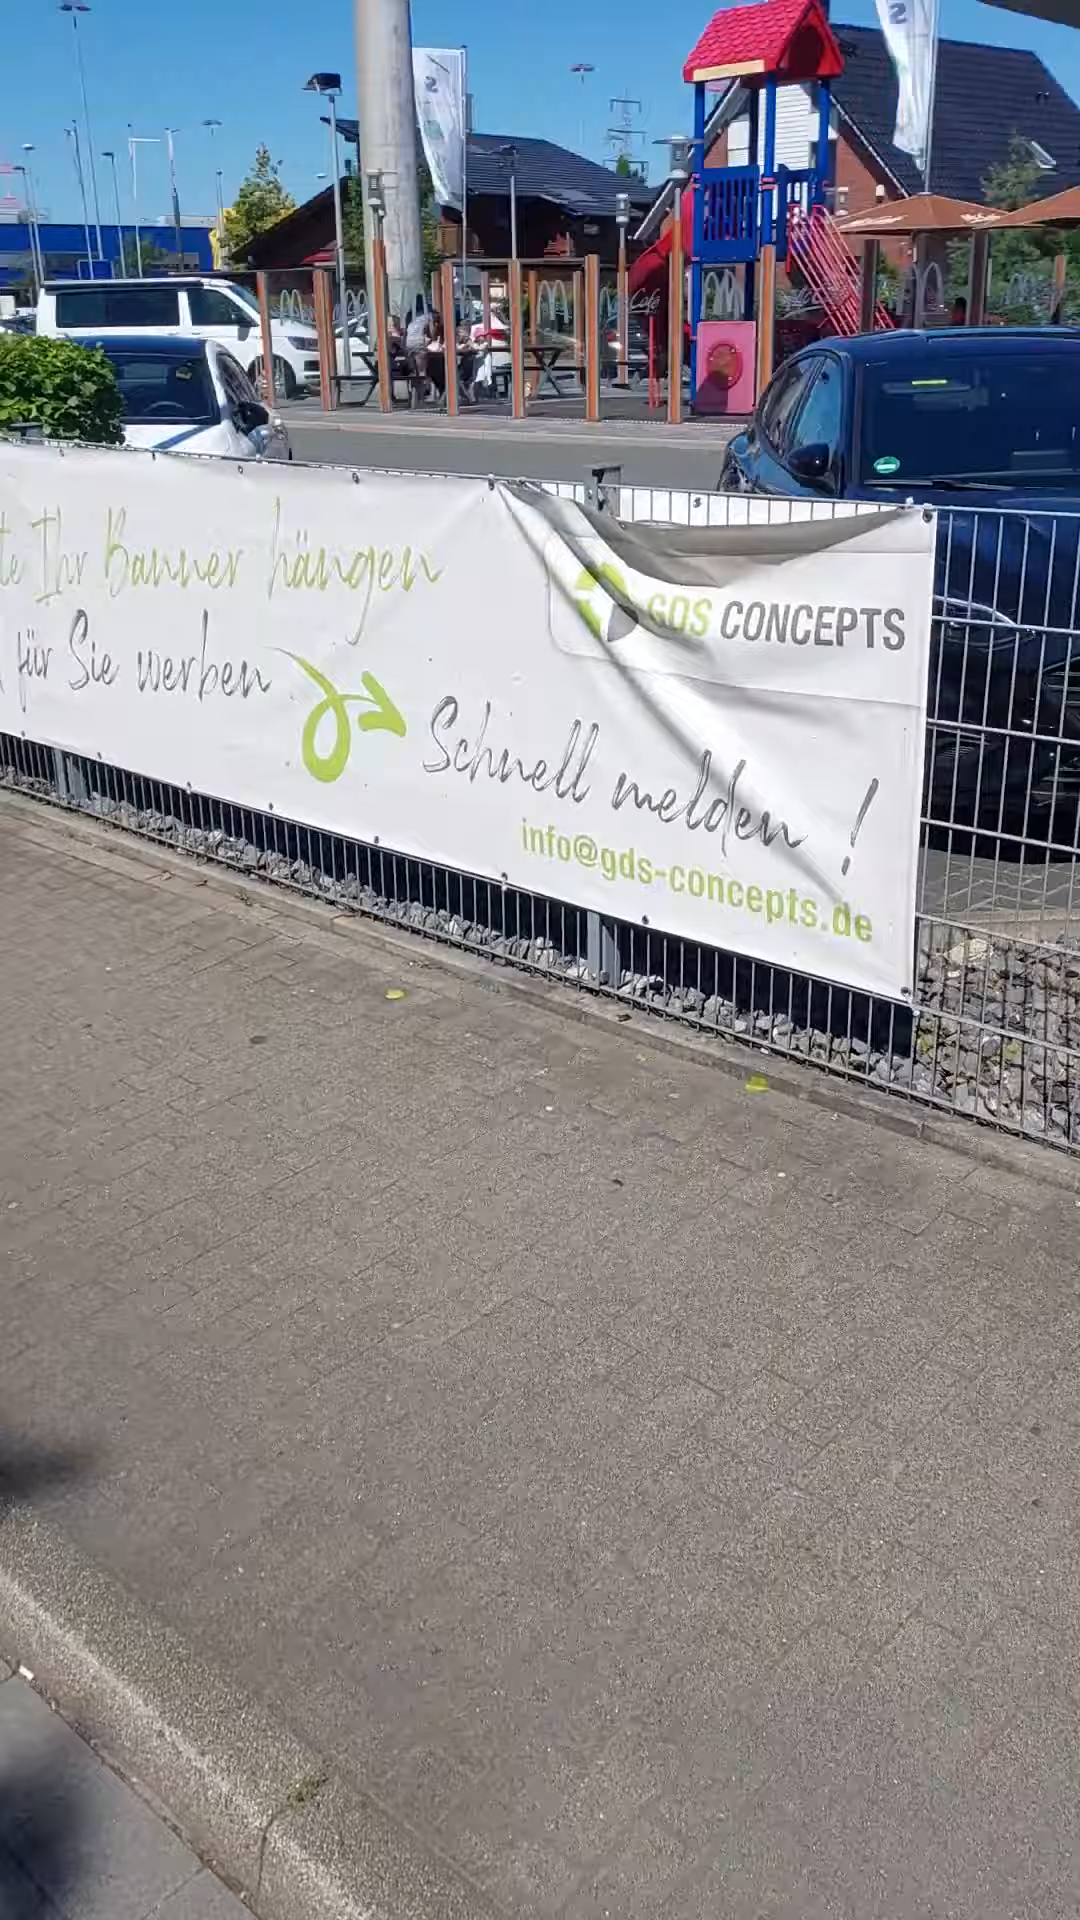 Ihr Banner hängen
für Sie werben
GDS CONCEPTS
Schnell melden !
info@gds-concepts.de